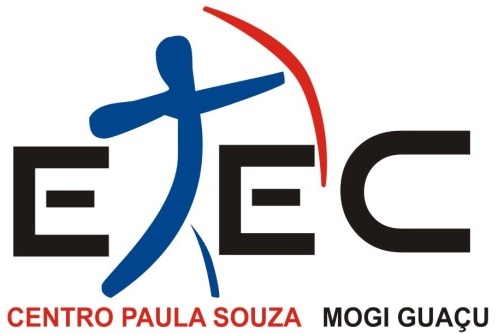 ETEC
CENTRO PAULA SOUZA MOGI GUAÇU